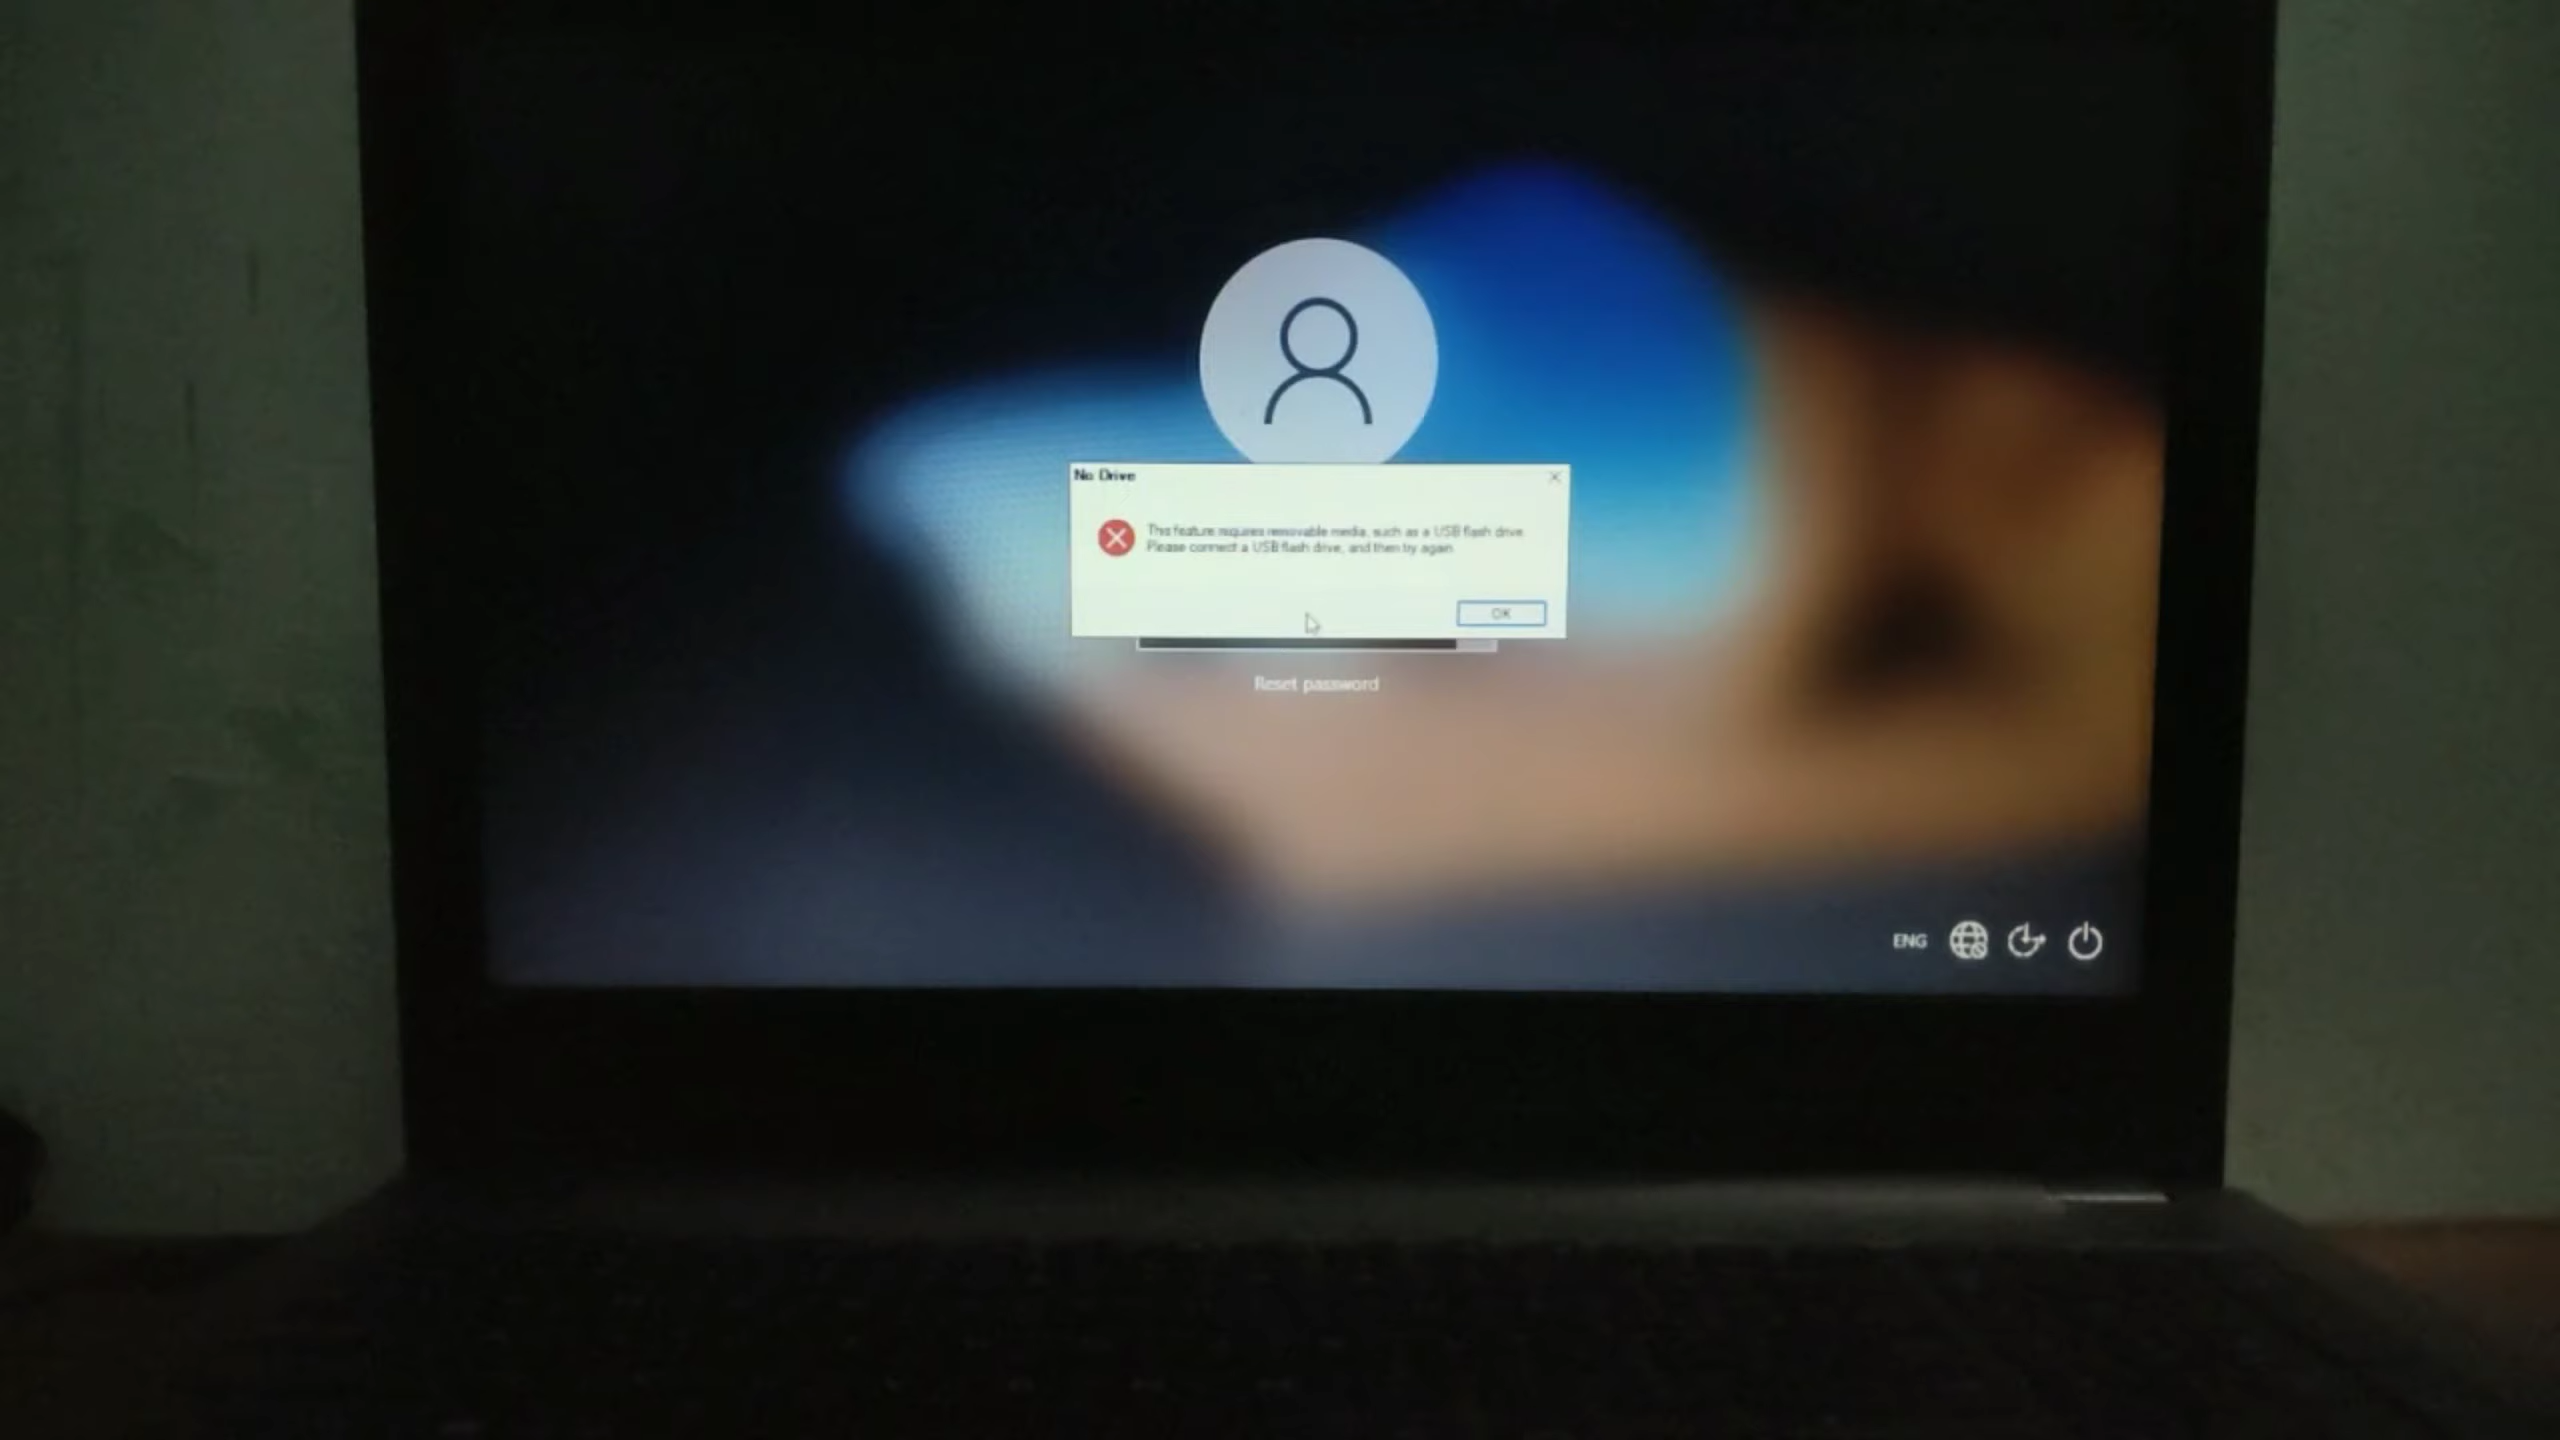 No Drive
This feature requires removable media, such as a USB flash drive.
Please connect a USB flash drive, and then try again.
OK
Reset password
ENG